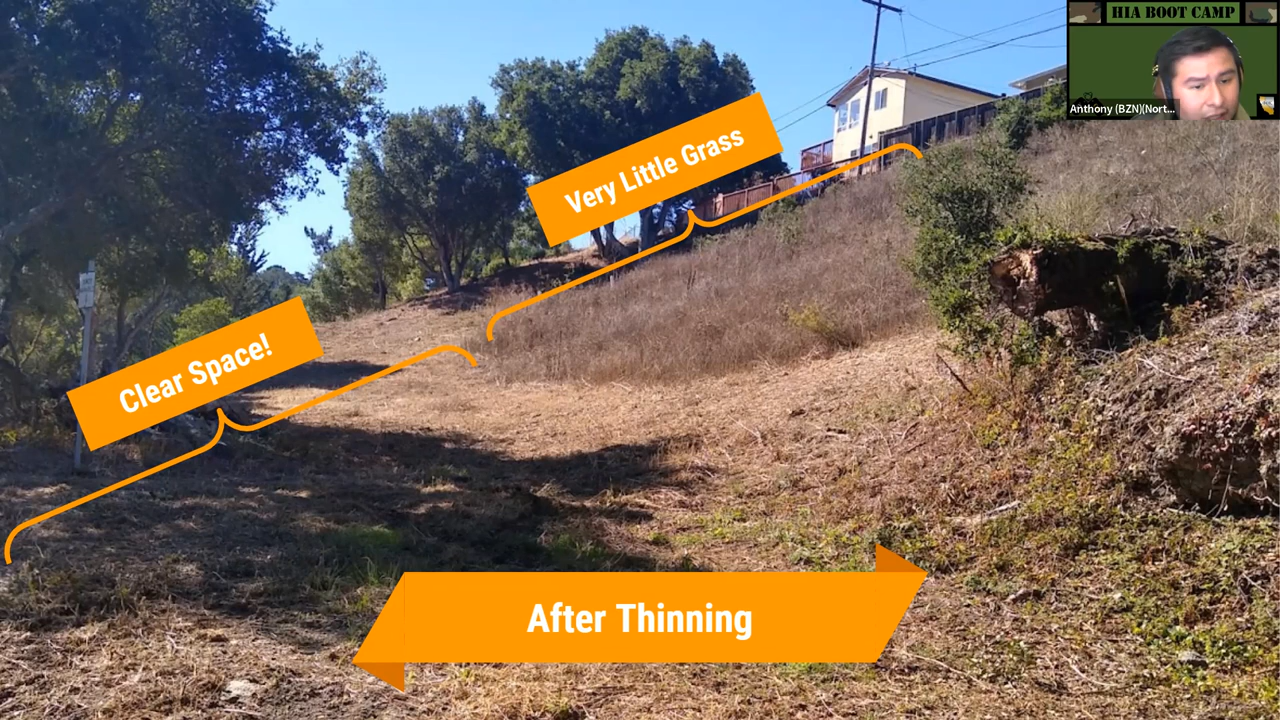 HIA BOOT CAMP
Anthony (BZN)(Nort...
Very Little Grass
Clear Space!
After Thinning